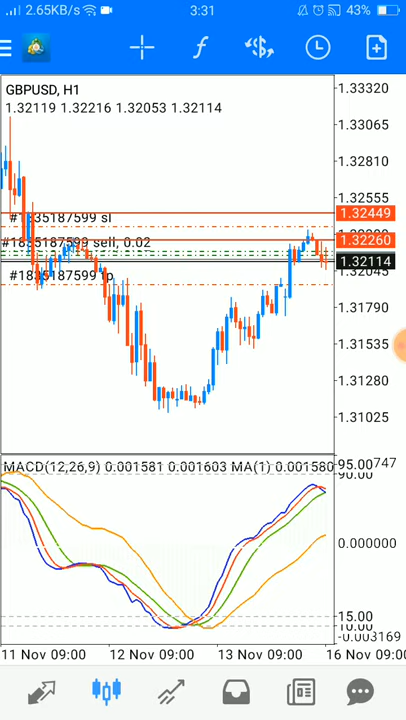 2.65KB/s 3:31 43%
GBPUSD, H1
1.32119 1.32216 1.32053 1.32114
1.33320
1.33065
1.32810
1.32555
#1835187599 sl
1.32449
#1835187599 sell, 0.02
1.32260
1.32114
1.32045
#1835187599 tp
1.31790
1.31535
1.31280
1.31025
MACD(12,26,9) 0.001581 0.001603 MA(1) 0.001580
95.00
90.00
0.000000
15.00
10.00
-0.003169
11 Nov 09:00 12 Nov 09:00 13 Nov 09:00 16 Nov 09:00